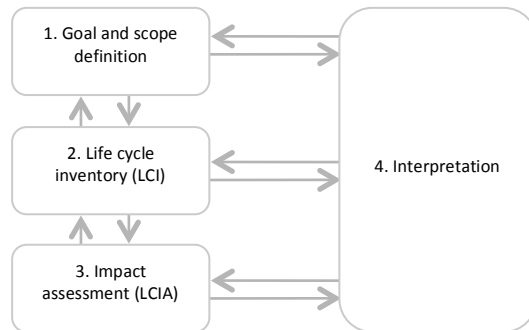 1. Goal and scope
definition
2. Life cycle
inventory (LCI)
3. Impact
assessment (LCIA)
4. Interpretation